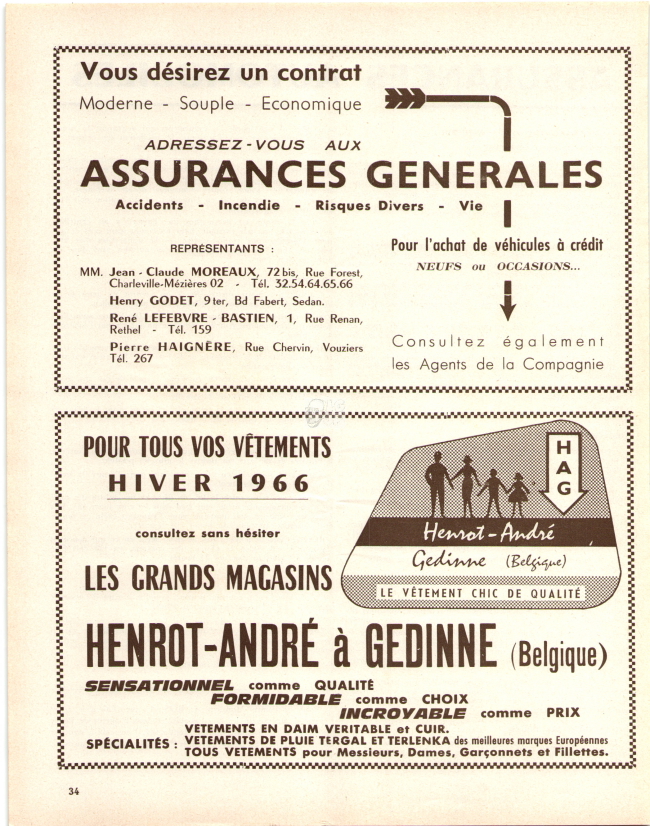 Vous désirez un contrat
Moderne - Souple - Economique
ADRESSEZ-VOUS AUX
ASSURANCES GENERALES
Accidents - Incendie - Risques Divers - Vie
REPRESENTANTS :
MM. Jean-Claude MOREAUX, 72 bis, Rue Forest,
Charleville-Mézières 02 - Tél. 32.54.64.65.66
Henry GODET, 9 ter, Bd Fabert, Sedan.
René LEFEBVRE - BASTIEN, 1, Rue Renan,
Rethel - Tél. 159
Pierre HAIGNÈRE, Rue Chervin, Vouziers
Tél. 267
Pour l'achat de véhicules à crédit
NEUFS ou OCCASIONS...
Consultez également
les Agents de la Compagnie
POUR TOUS VOS VÊTEMENTS
HIVER 1966
consultez sans hésiter
LES GRANDS MAGASINS
HAG
Henrot-André
Gedinne (Belgique)
LE VÊTEMENT CHIC DE QUALITÉ
HENROT-ANDRÉ à GEDINNE (Belgique)
SENSATIONNEL comme QUALITÉ
FORMIDABLE comme CHOIX
INCROYABLE comme PRIX
SPÉCIALITÉS :
VETEMENTS EN DAIM VERITABLE et CUIR.
VETEMENTS DE PLUIE TERGAL ET TERLENKA des meilleures marques Européennes
TOUS VETEMENTS pour Messieurs, Dames, Garçonnets et Fillettes.
34